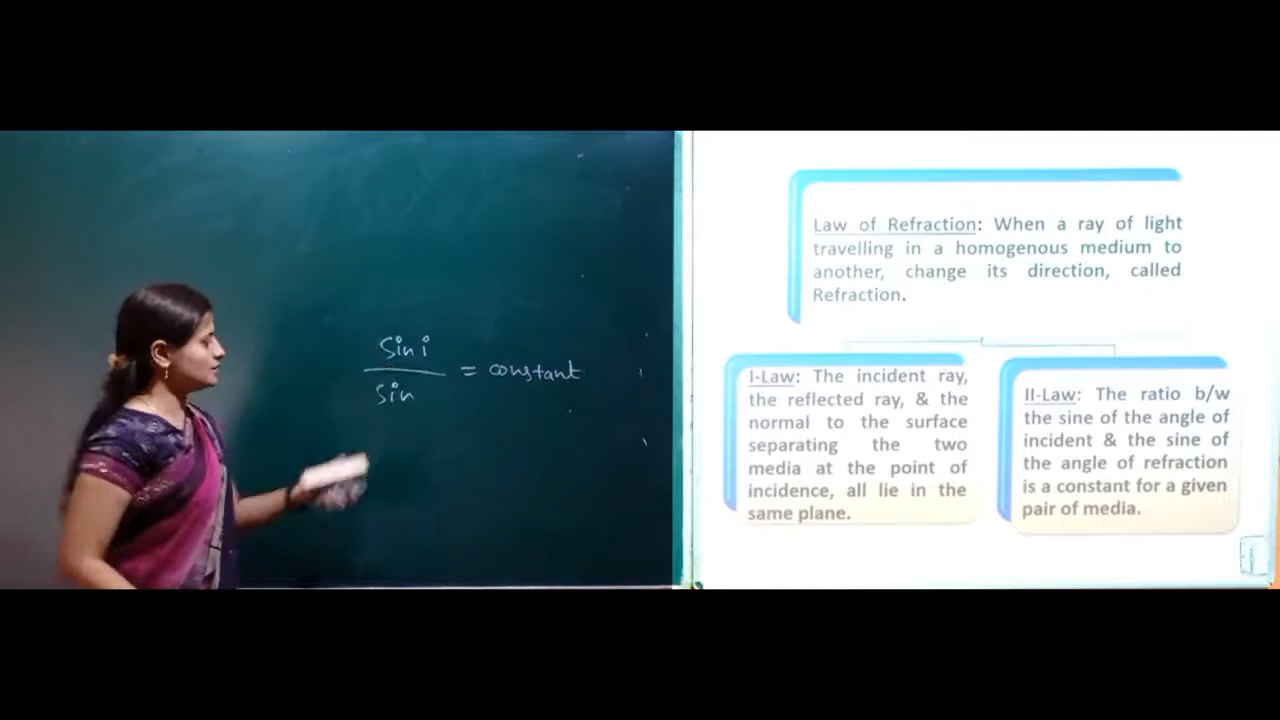 sin i
sin
= constant
Law of Refraction: When a ray of light
travelling in a homogenous medium to
another, change its direction, called
Refraction.
I-Law: The incident ray,
the reflected ray, & the
normal to the surface
separating the two
media at the point of
incidence, all lie in the
same plane.
II-Law: The ratio b/w
the sine of the angle of
incident & the sine of
the angle of refraction
is a constant for a given
pair of media.